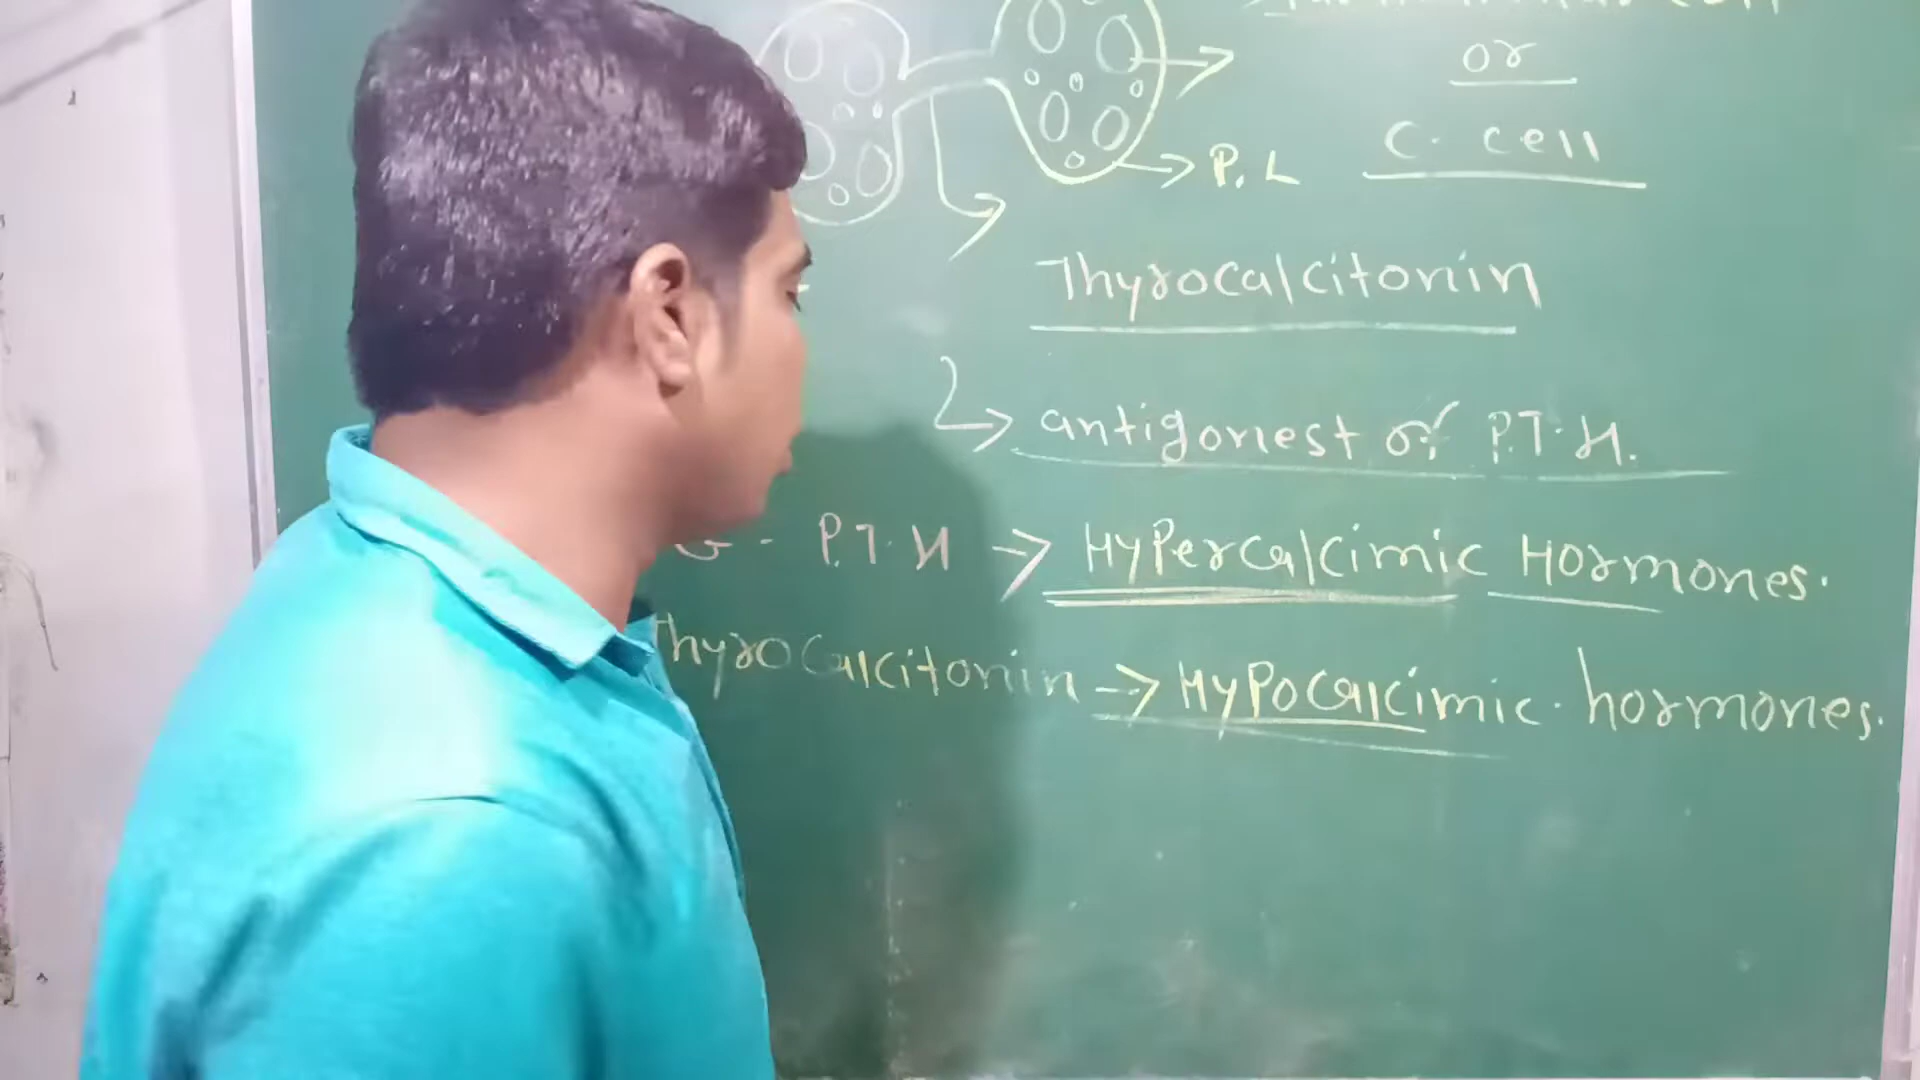 or
C. cell
P. L
Thyrocalcitonin
antigonest of P.T.H.
P.T.H → HyPercalcimic Hormones.
Thyrocalcitonin → HyPocalcimic. hormones.